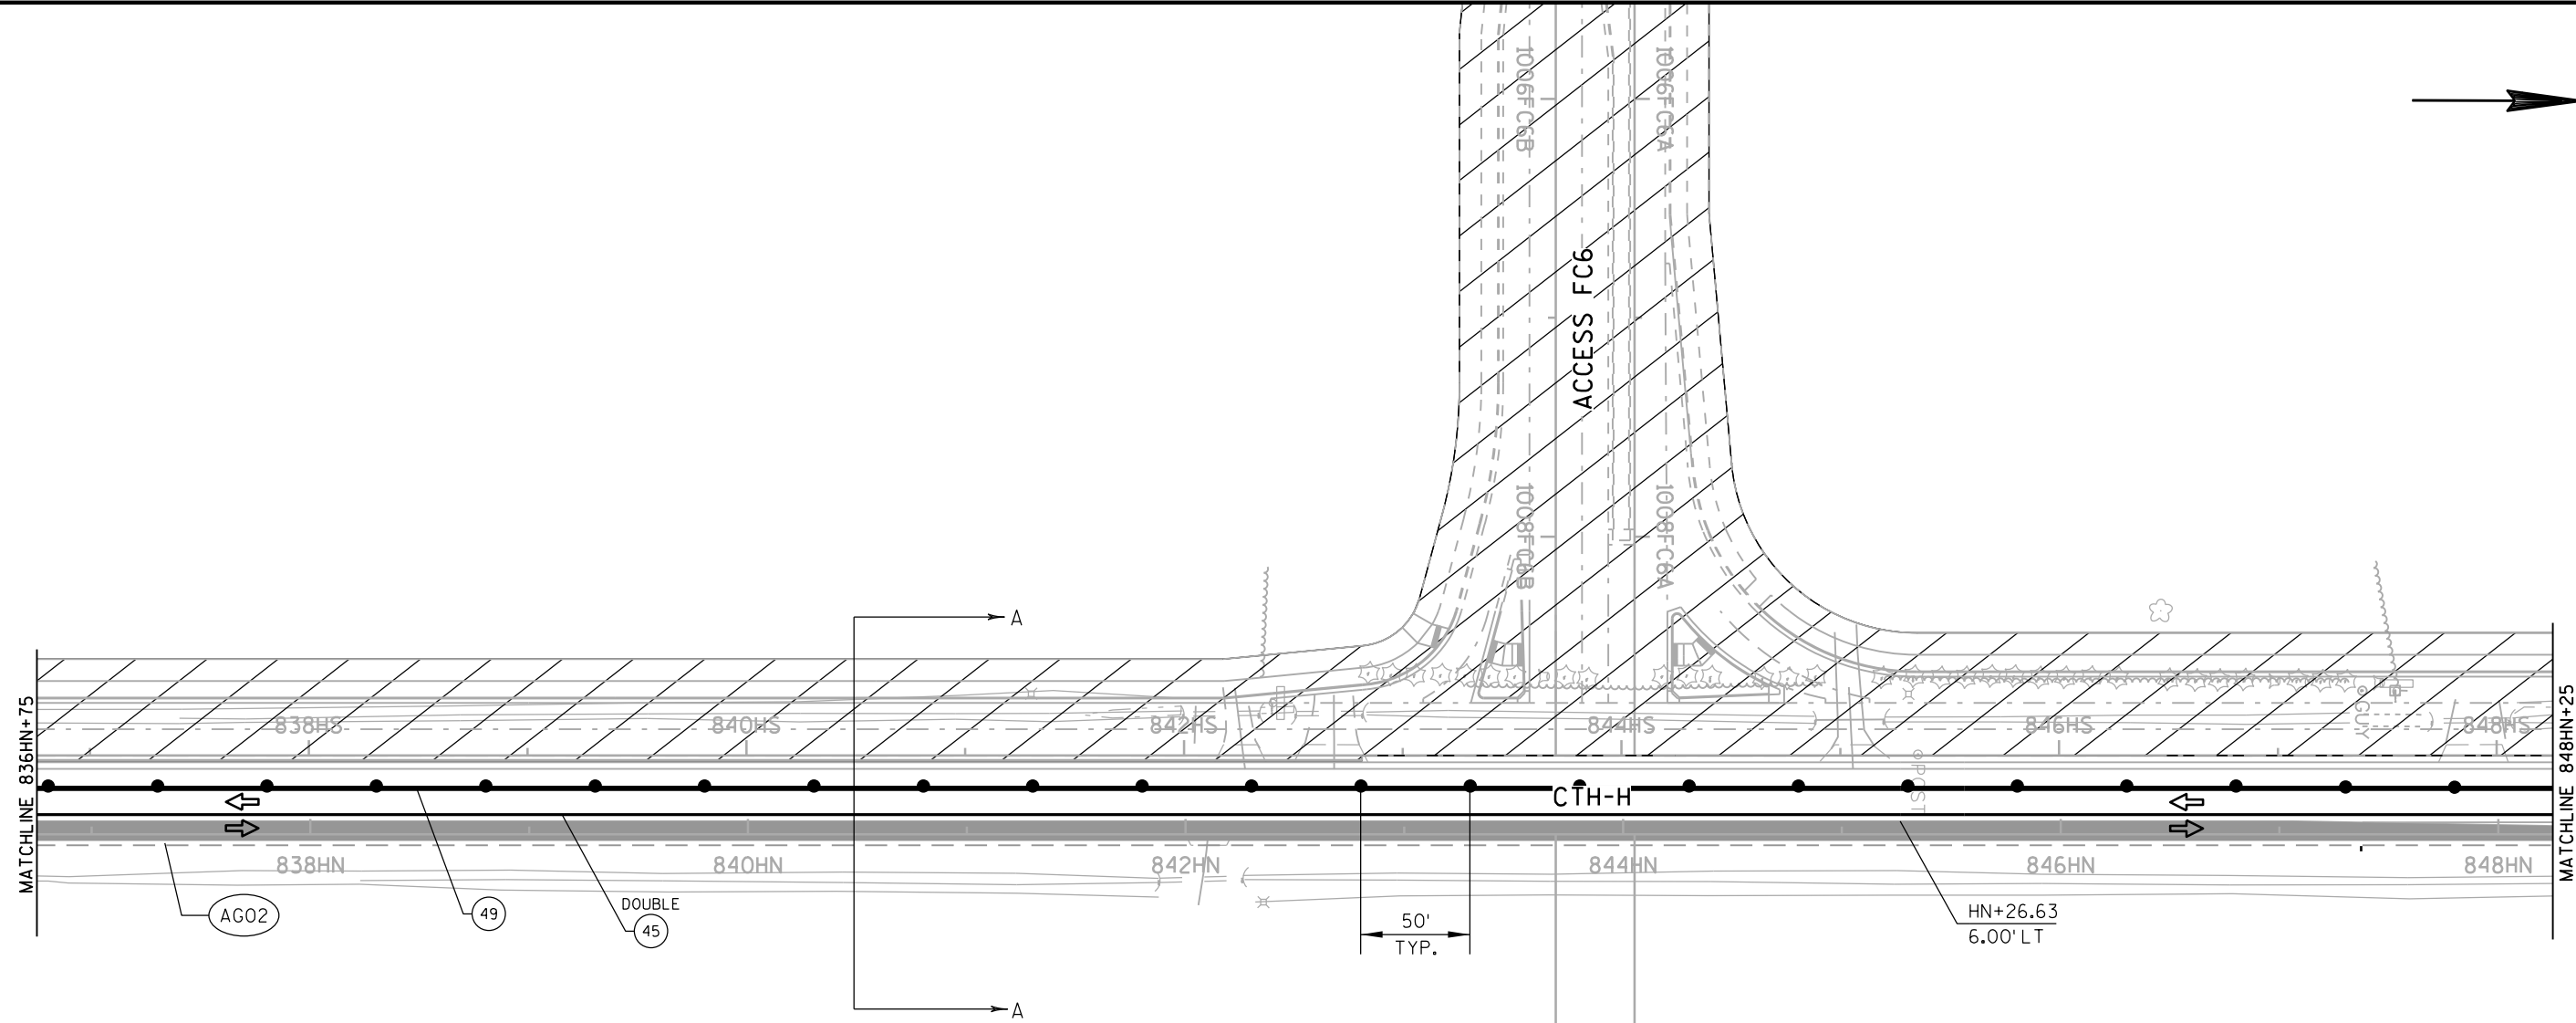 1006FC6B
1006FC6A
ACCESS FC6
1008FC6B
1008FC6A
A
MATCHLINE 836HN+75
838HS
840HS
842HS
844HS
846HS
848HS
GUY
POST
MATCHLINE 848HN+25
CTH-H
838HN
840HN
842HN
844HN
846HN
848HN
AG02
49
DOUBLE
45
50'
TYP.
HN+26.63
6.00' LT
A